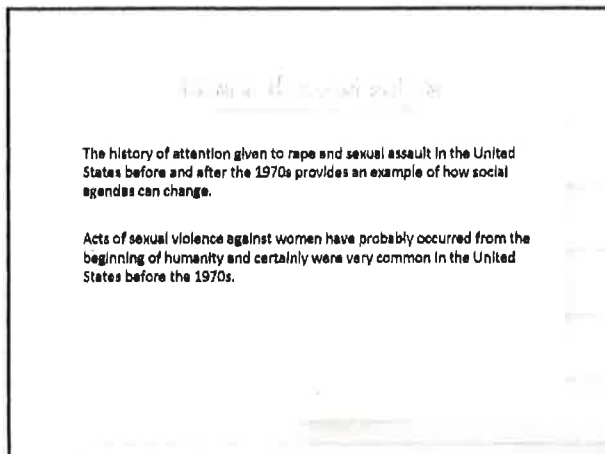 The history of attention given to rape and sexual assault in the United
States before and after the 1970s provides an example of how social
agendas can change.
Acts of sexual violence against women have probably occurred from the
beginning of humanity and certainly were very common in the United
States before the 1970s.